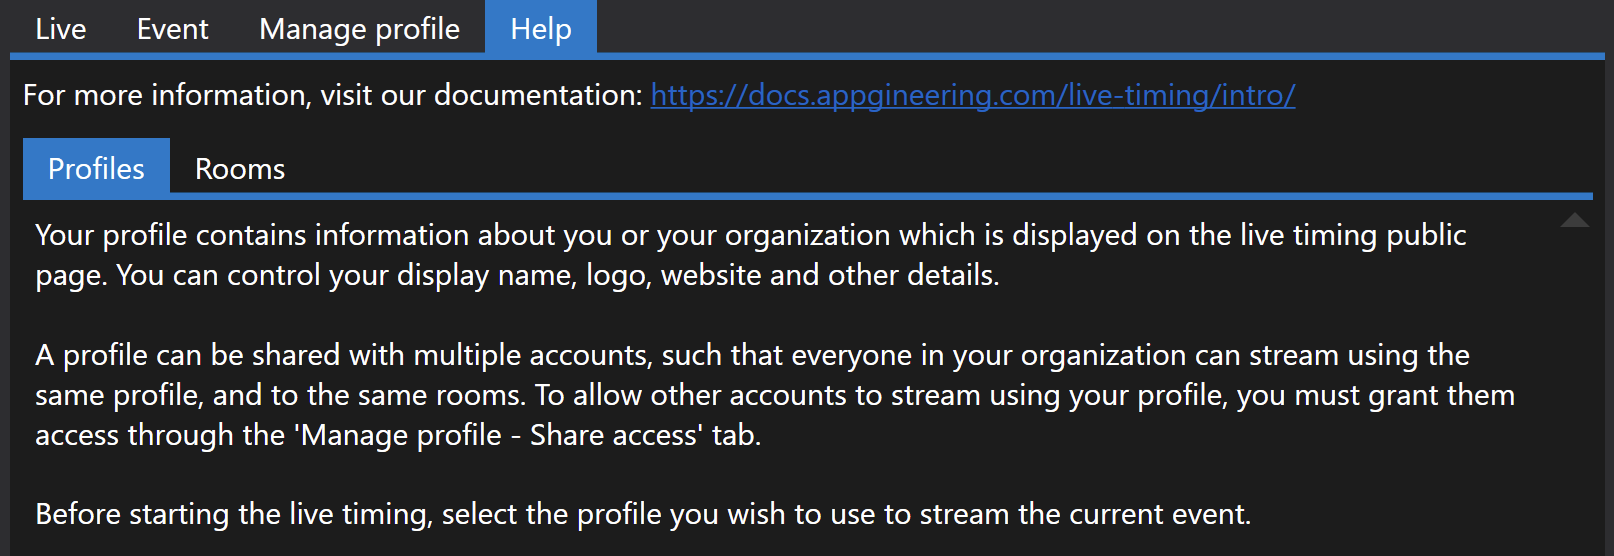 Live Event Manage profile Help
For more information, visit our documentation: https://docs.appgineering.com/live-timing/intro/
Profiles Rooms
Your profile contains information about you or your organization which is displayed on the live timing public
page. You can control your display name, logo, website and other details.
A profile can be shared with multiple accounts, such that everyone in your organization can stream using the
same profile, and to the same rooms. To allow other accounts to stream using your profile, you must grant them
access through the 'Manage profile - Share access' tab.
Before starting the live timing, select the profile you wish to use to stream the current event.